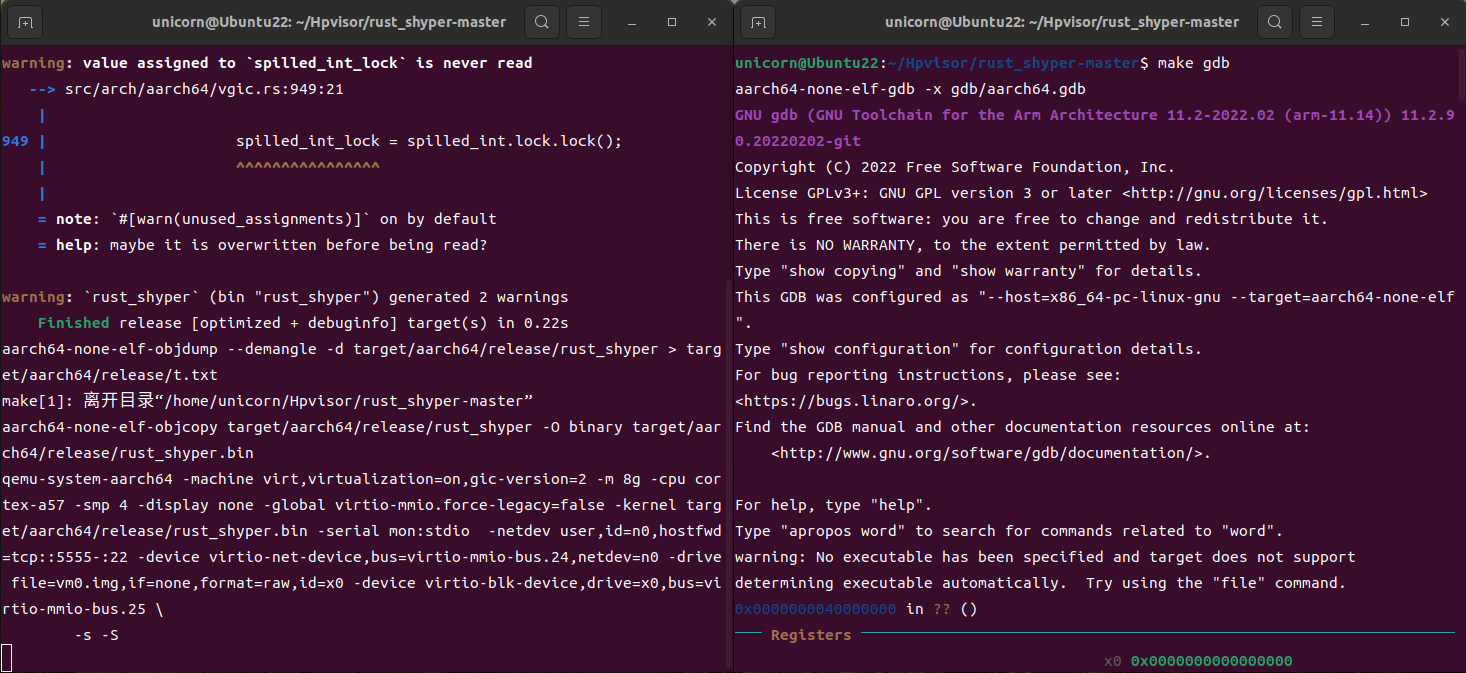 unicorn@Ubuntu22: ~/Hpvisor/rust_shyper-master
warning: value assigned to `spilled_int_lock` is never read
   --> src/arch/aarch64/vgic.rs:949:21
    |
949 |                     spilled_int_lock = spilled_int.lock.lock();
    |                     ^^^^^^^^^^^^^^^^
    |
    = note: `#[warn(unused_assignments)]` on by default
    = help: maybe it is overwritten before being read?
warning: `rust_shyper` (bin "rust_shyper") generated 2 warnings
    Finished release [optimized + debuginfo] target(s) in 0.22s
aarch64-none-elf-objdump --demangle -d target/aarch64/release/rust_shyper > targ
et/aarch64/release/t.txt
make[1]: 离开目录“/home/unicorn/Hpvisor/rust_shyper-master”
aarch64-none-elf-objcopy target/aarch64/release/rust_shyper -O binary target/aar
ch64/release/rust_shyper.bin
qemu-system-aarch64 -machine virt,virtualization=on,gic-version=2 -m 8g -cpu cor
tex-a57 -smp 4 -display none -global virtio-mmio.force-legacy=false -kernel targ
et/aarch64/release/rust_shyper.bin -serial mon:stdio  -netdev user,id=n0,hostfwd
=tcp::5555-:22 -device virtio-net-device,bus=virtio-mmio-bus.24,netdev=n0 -drive
 file=vm0.img,if=none,format=raw,id=x0 -device virtio-blk-device,drive=x0,bus=vi
rtio-mmio-bus.25 \
        -s -S
unicorn@Ubuntu22: ~/Hpvisor/rust_shyper-master
unicorn@Ubuntu22:~/Hpvisor/rust_shyper-master$ make gdb
aarch64-none-elf-gdb -x gdb/aarch64.gdb
GNU gdb (GNU Toolchain for the Arm Architecture 11.2-2022.02 (arm-11.14)) 11.2.9
0.20220202-git
Copyright (C) 2022 Free Software Foundation, Inc.
License GPLv3+: GNU GPL version 3 or later <http://gnu.org/licenses/gpl.html>
This is free software: you are free to change and redistribute it.
There is NO WARRANTY, to the extent permitted by law.
Type "show copying" and "show warranty" for details.
This GDB was configured as "--host=x86_64-pc-linux-gnu --target=aarch64-none-elf
".
Type "show configuration" for configuration details.
For bug reporting instructions, please see:
<https://bugs.linaro.org/>.
Find the GDB manual and other documentation resources online at:
    <http://www.gnu.org/software/gdb/documentation/>.
For help, type "help".
Type "apropos word" to search for commands related to "word".
warning: No executable has been specified and target does not support
determining executable automatically.  Try using the "file" command.
0x0000000040000000 in ?? ()
Registers
x0 0x0000000000000000